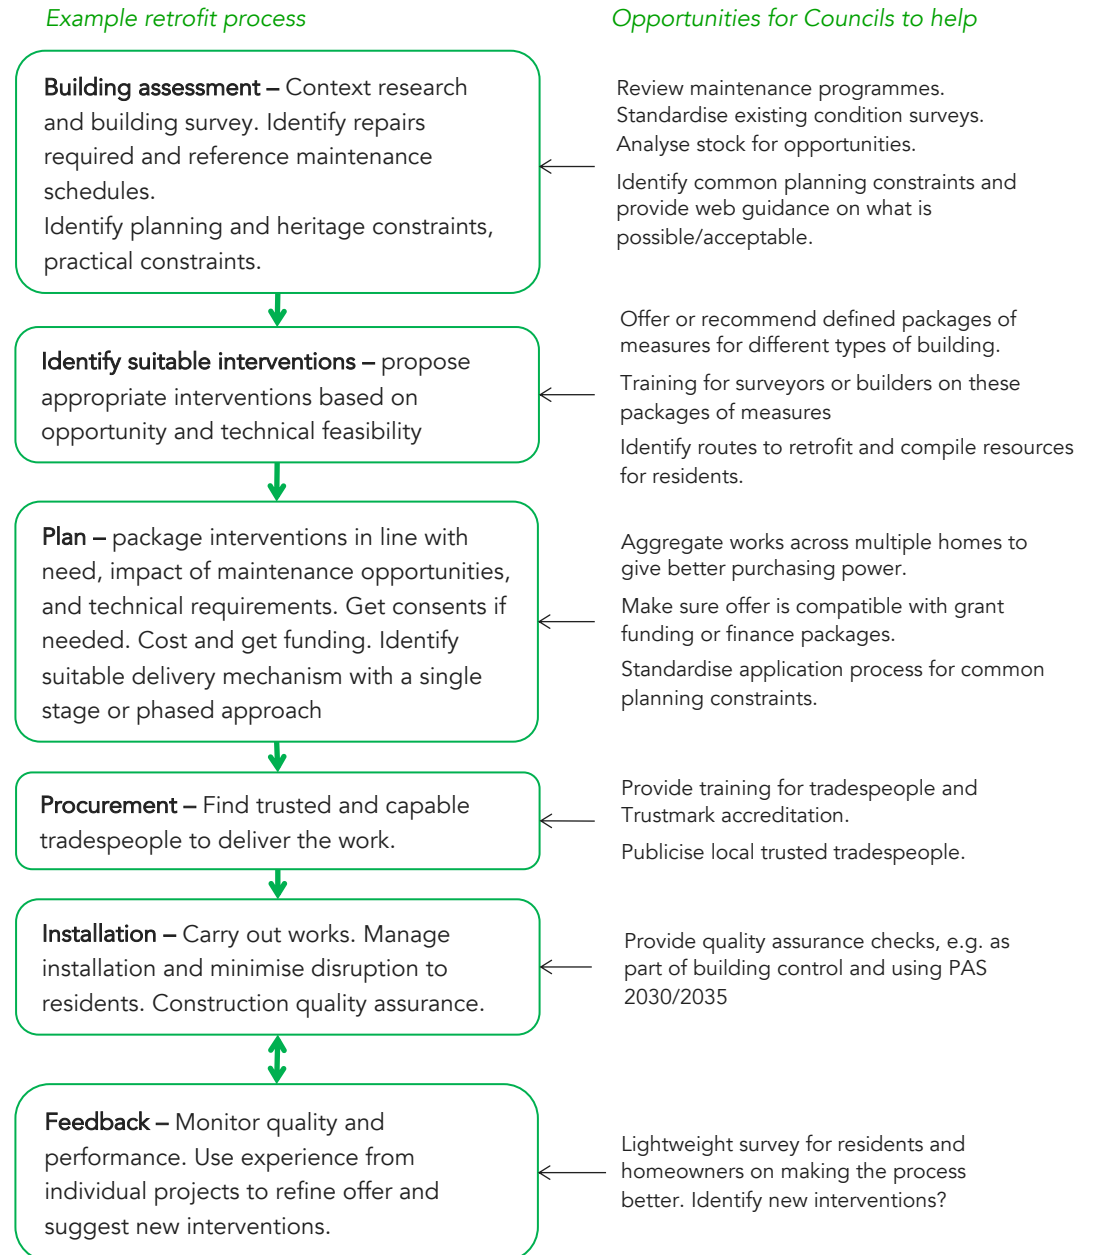 Example retrofit process
Opportunities for Councils to help
Building assessment – Context research
and building survey. Identify repairs
required and reference maintenance
schedules.
Identify planning and heritage constraints,
practical constraints.
Review maintenance programmes.
Standardise existing condition surveys.
Analyse stock for opportunities.
Identify common planning constraints and
provide web guidance on what is
possible/acceptable.
Identify suitable interventions – propose
appropriate interventions based on
opportunity and technical feasibility
Offer or recommend defined packages of
measures for different types of building.
Training for surveyors or builders on these
packages of measures
Identify routes to retrofit and compile resources
for residents.
Plan – package interventions in line with
need, impact of maintenance opportunities,
and technical requirements. Get consents if
needed. Cost and get funding. Identify
suitable delivery mechanism with a single
stage or phased approach
Aggregate works across multiple homes to
give better purchasing power.
Make sure offer is compatible with grant
funding or finance packages.
Standardise application process for common
planning constraints.
Procurement – Find trusted and capable
tradespeople to deliver the work.
Provide training for tradespeople and
Trustmark accreditation.
Publicise local trusted tradespeople.
Installation – Carry out works. Manage
installation and minimise disruption to
residents. Construction quality assurance.
Provide quality assurance checks, e.g. as
part of building control and using PAS
2030/2035
Feedback – Monitor quality and
performance. Use experience from
individual projects to refine offer and
suggest new interventions.
Lightweight survey for residents and
homeowners on making the process
better. Identify new interventions?